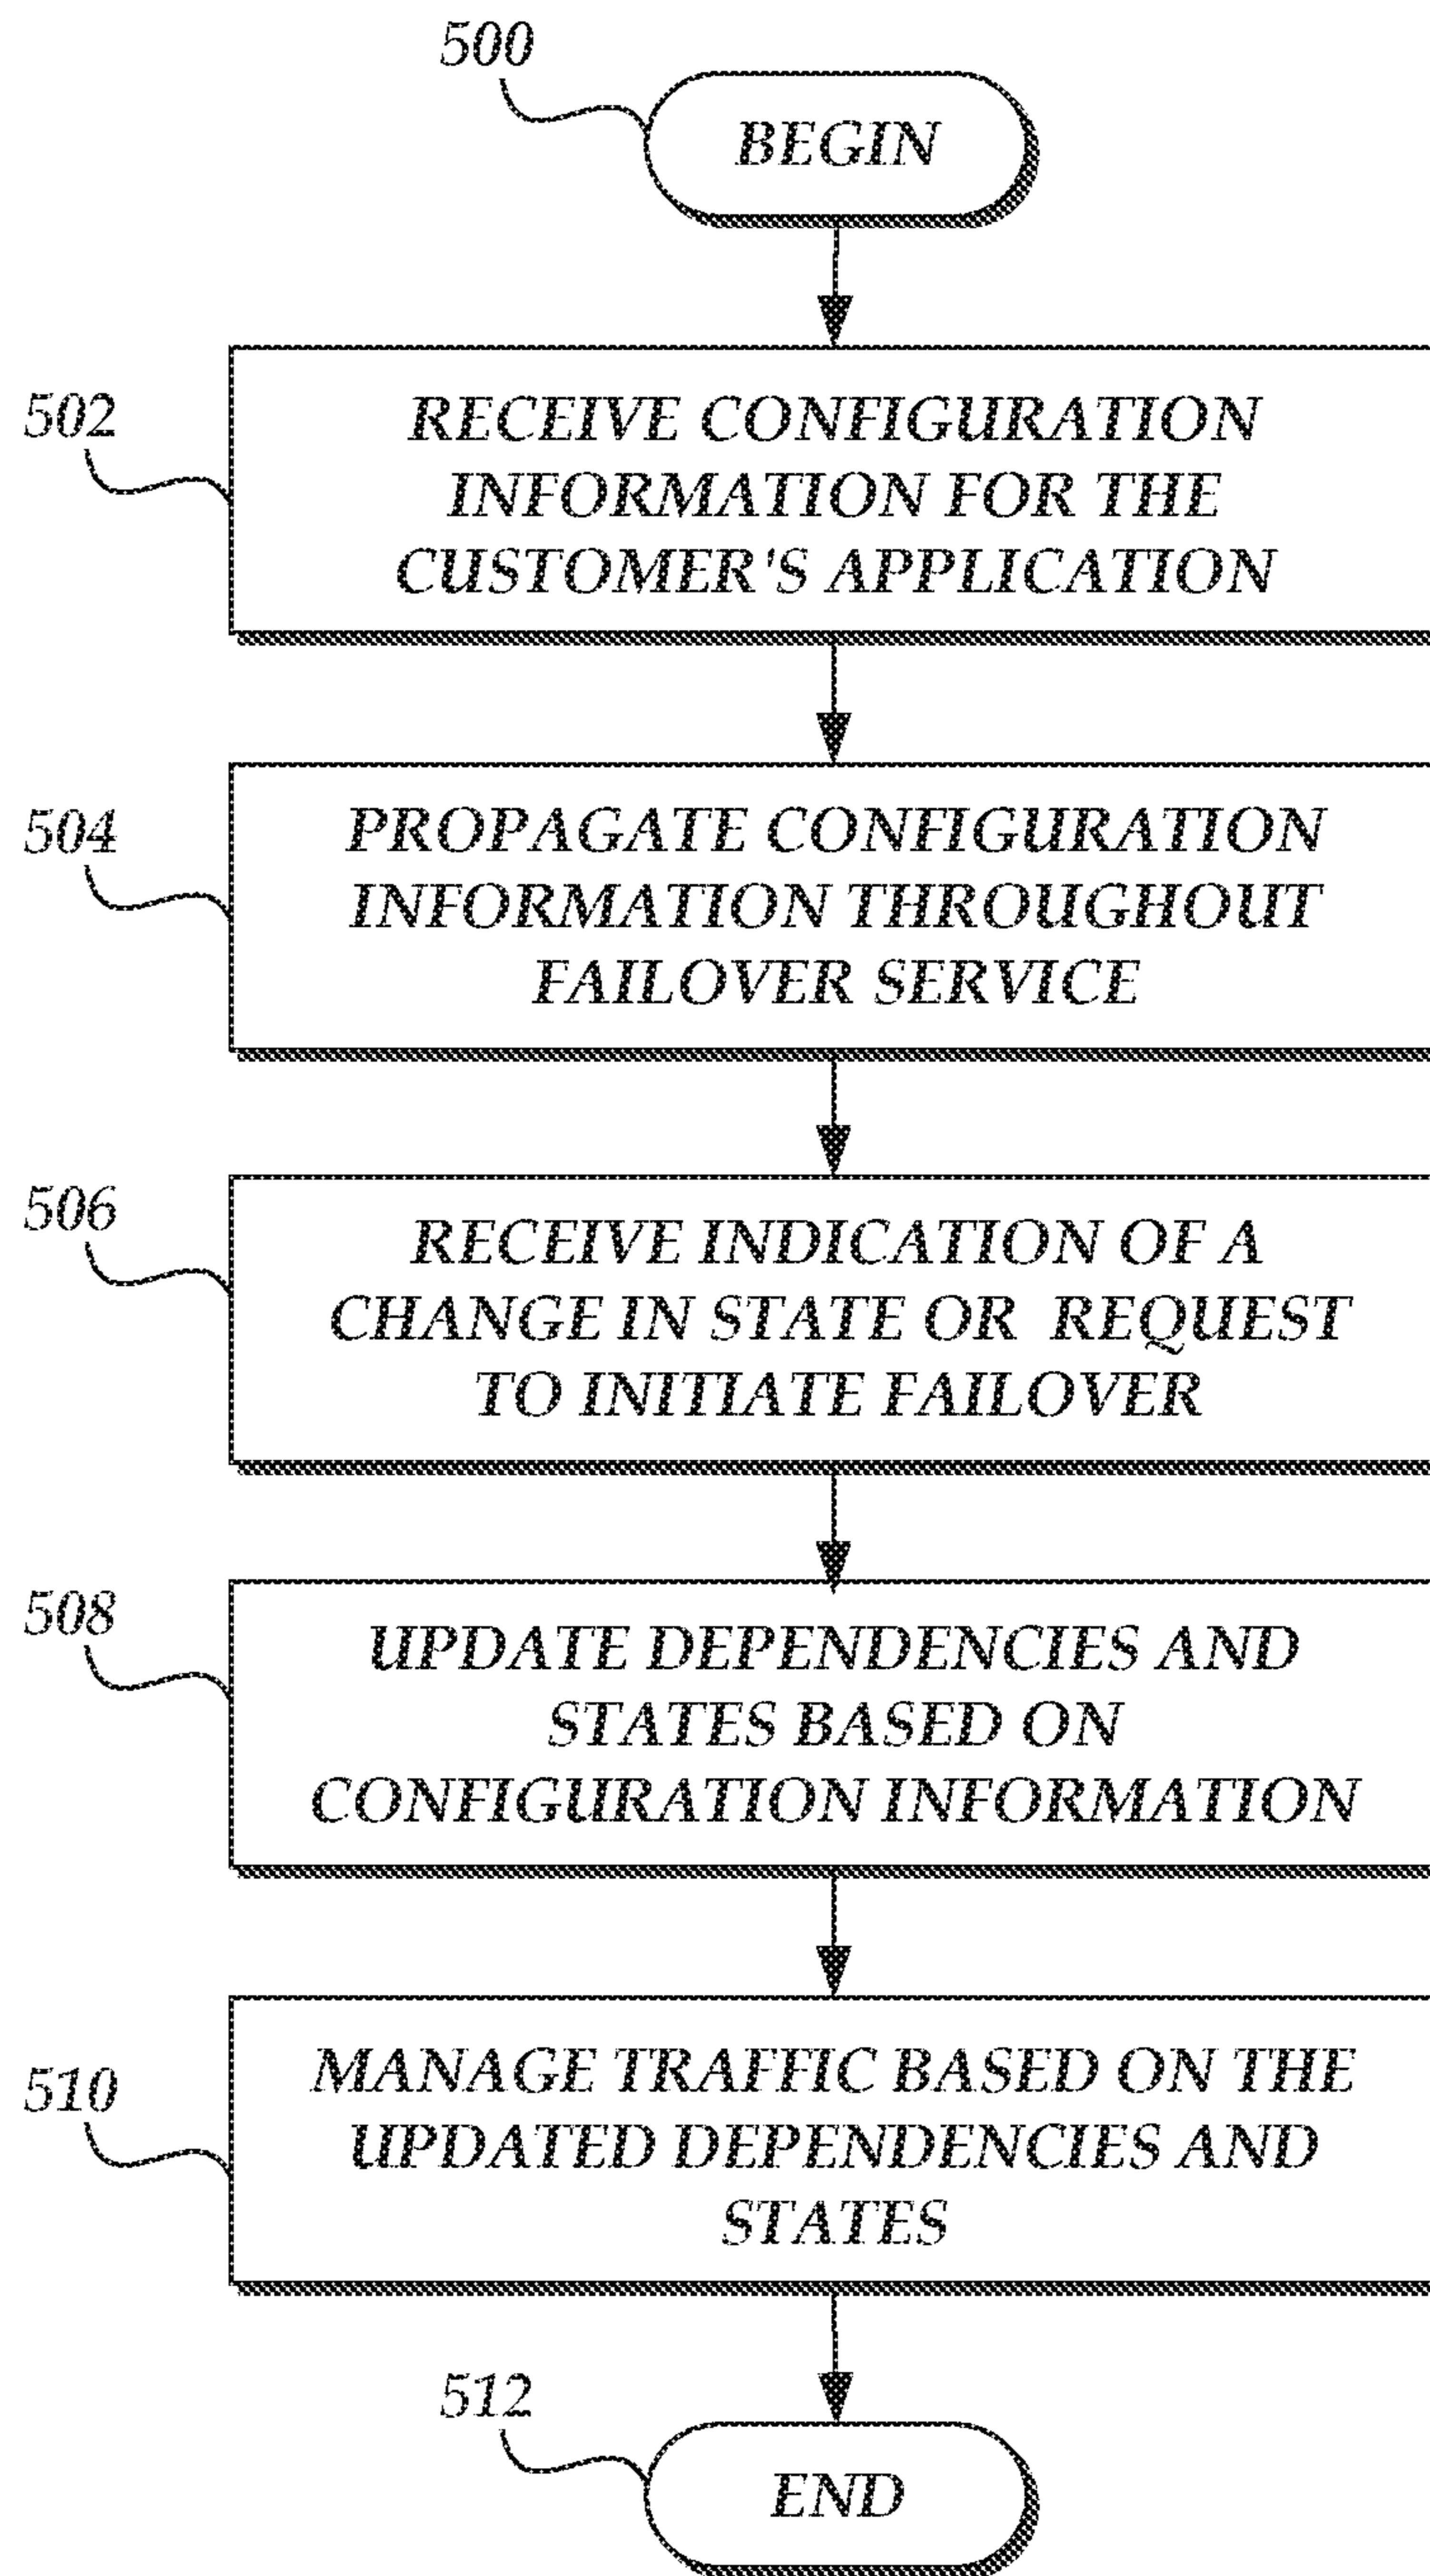 500
BEGIN
502
RECEIVE CONFIGURATION
INFORMATION FOR THE
CUSTOMER'S APPLICATION
504
PROPAGATE CONFIGURATION
INFORMATION THROUGHOUT
FAILOVER SERVICE
506
RECEIVE INDICATION OF A
CHANGE IN STATE OR REQUEST
TO INITIATE FAILOVER
508
UPDATE DEPENDENCIES AND
STATES BASED ON
CONFIGURATION INFORMATION
510
MANAGE TRAFFIC BASED ON THE
UPDATED DEPENDENCIES AND
STATES
512
END